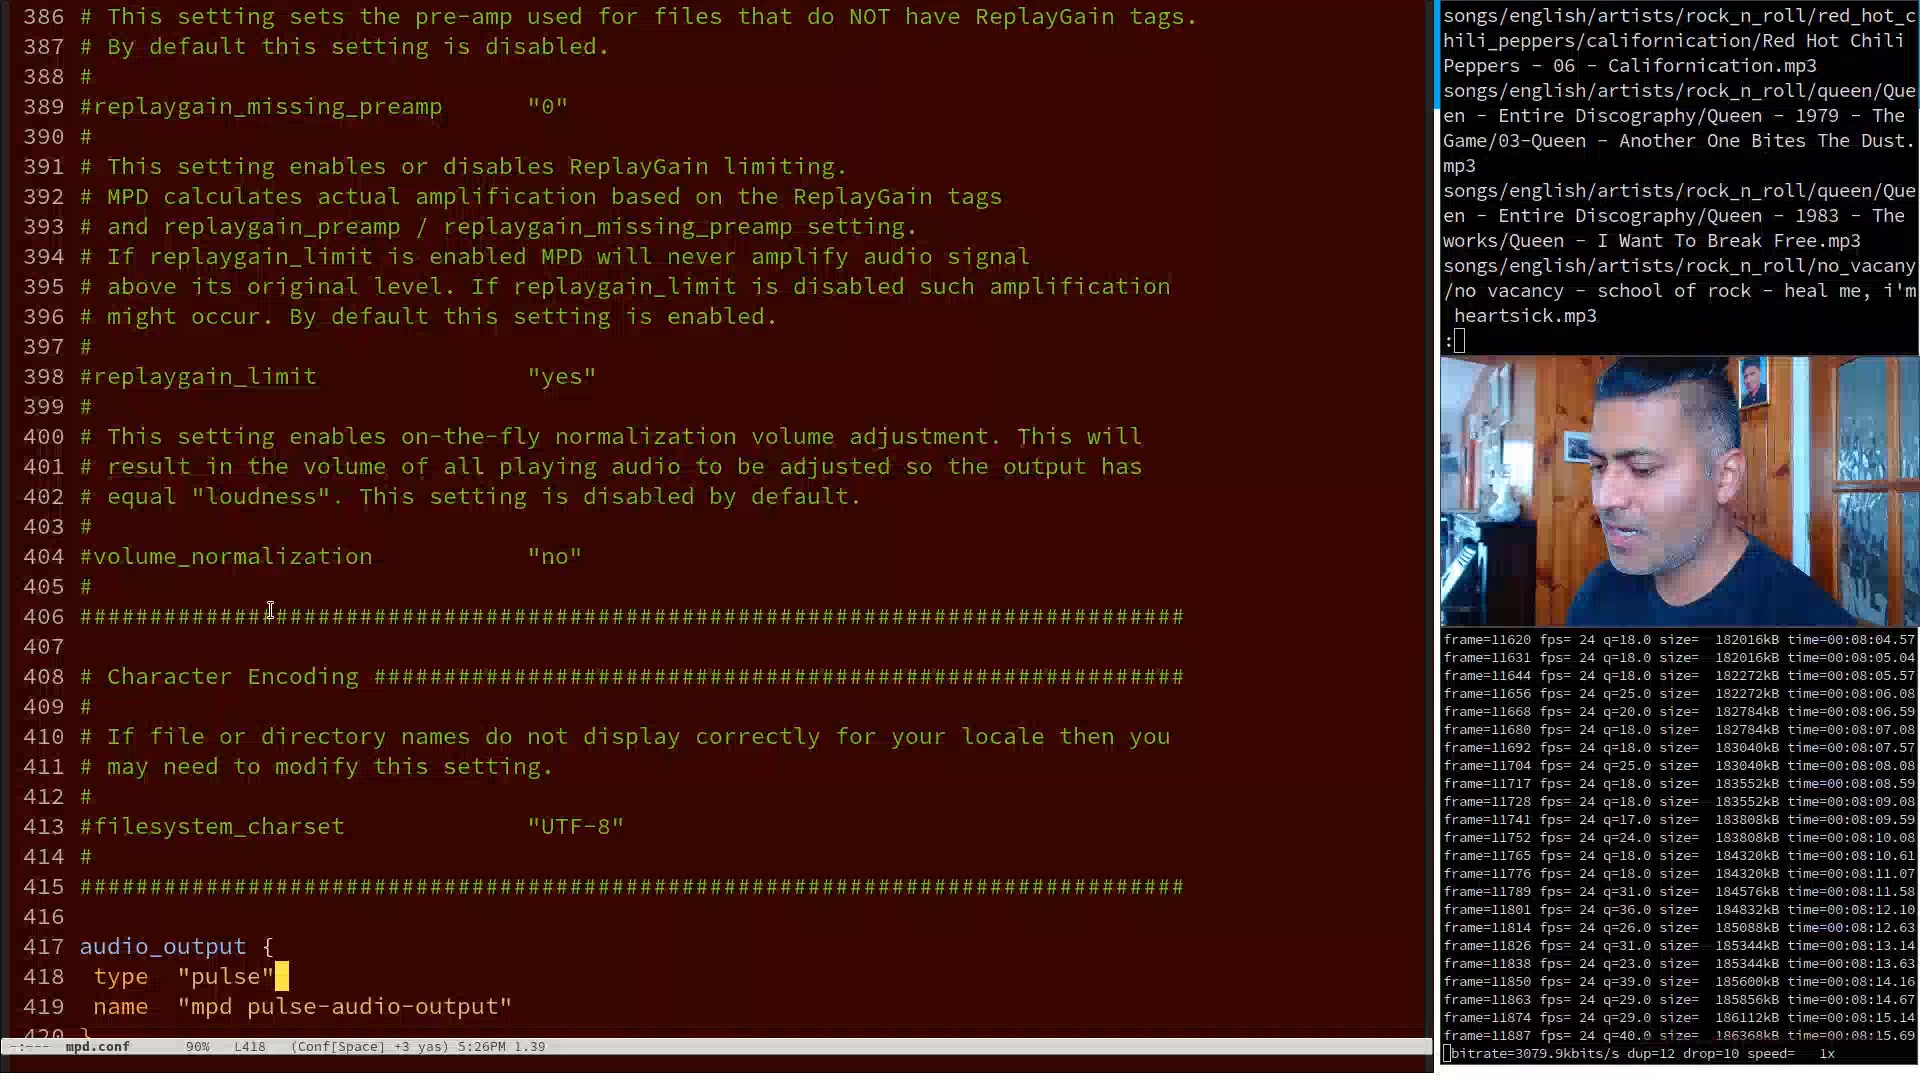 386 # This setting sets the pre-amp used for files that do NOT have ReplayGain tags.
387 # By default this setting is disabled.
388 #
389 #replaygain_missing_preamp "0"
390 #
391 # This setting enables or disables ReplayGain limiting.
392 # MPD calculates actual amplification based on the ReplayGain tags
393 # and replaygain_preamp / replaygain_missing_preamp setting.
394 # If replaygain_limit is enabled MPD will never amplify audio signal
395 # above its original level. If replaygain_limit is disabled such amplification
396 # might occur. By default this setting is enabled.
397 #
398 #replaygain_limit "yes"
399 #
400 # This setting enables on-the-fly normalization volume adjustment. This will
401 # result in the volume of all playing audio to be adjusted so the output has
402 # equal "loudness". This setting is disabled by default.
403 #
404 #volume_normalization "no"
405 #
406 ###############################################################################
407
408 # Character Encoding ##########################################################
409 #
410 # If file or directory names do not display correctly for your locale then you
411 # may need to modify this setting.
412 #
413 #filesystem_charset "UTF-8"
414 #
415 ###############################################################################
416
417 audio_output {
418 type "pulse"
419 name "mpd pulse-audio-output"
420 }
-:--- mpd.conf 90% L418 (Conf[Space] +3 yas) 5:26PM 1.39
songs/english/artists/rock_n_roll/red_hot_c
hili_peppers/californication/Red Hot Chili
Peppers - 06 - Californication.mp3
songs/english/artists/rock_n_roll/queen/Que
en - Entire Discography/Queen - 1979 - The
Game/03-Queen - Another One Bites The Dust.
mp3
songs/english/artists/rock_n_roll/queen/Que
en - Entire Discography/Queen - 1983 - The
works/Queen - I Want To Break Free.mp3
songs/english/artists/rock_n_roll/no_vacany
/no vacancy - school of rock - heal me, i'm
heartsick.mp3
:
frame=11620 fps= 24 q=18.0 size= 182016kB time=00:08:04.57
frame=11631 fps= 24 q=18.0 size= 182016kB time=00:08:05.04
frame=11644 fps= 24 q=18.0 size= 182272kB time=00:08:05.57
frame=11656 fps= 24 q=25.0 size= 182272kB time=00:08:06.08
frame=11668 fps= 24 q=20.0 size= 182784kB time=00:08:06.59
frame=11680 fps= 24 q=18.0 size= 182784kB time=00:08:07.08
frame=11692 fps= 24 q=18.0 size= 183040kB time=00:08:07.57
frame=11704 fps= 24 q=25.0 size= 183040kB time=00:08:08.08
frame=11717 fps= 24 q=18.0 size= 183552kB time=00:08:08.59
frame=11728 fps= 24 q=18.0 size= 183552kB time=00:08:09.08
frame=11741 fps= 24 q=17.0 size= 183808kB time=00:08:09.59
frame=11752 fps= 24 q=24.0 size= 183808kB time=00:08:10.08
frame=11765 fps= 24 q=18.0 size= 184320kB time=00:08:10.61
frame=11776 fps= 24 q=18.0 size= 184320kB time=00:08:11.07
frame=11789 fps= 24 q=31.0 size= 184576kB time=00:08:11.58
frame=11801 fps= 24 q=36.0 size= 184832kB time=00:08:12.10
frame=11814 fps= 24 q=26.0 size= 185088kB time=00:08:12.63
frame=11826 fps= 24 q=31.0 size= 185344kB time=00:08:13.14
frame=11838 fps= 24 q=23.0 size= 185344kB time=00:08:13.63
frame=11850 fps= 24 q=39.0 size= 185600kB time=00:08:14.16
frame=11863 fps= 24 q=29.0 size= 185856kB time=00:08:14.67
frame=11874 fps= 24 q=29.0 size= 186112kB time=00:08:15.14
frame=11887 fps= 24 q=40.0 size= 186368kB time=00:08:15.69
bitrate=3079.9kbits/s dup=12 drop=10 speed= 1x